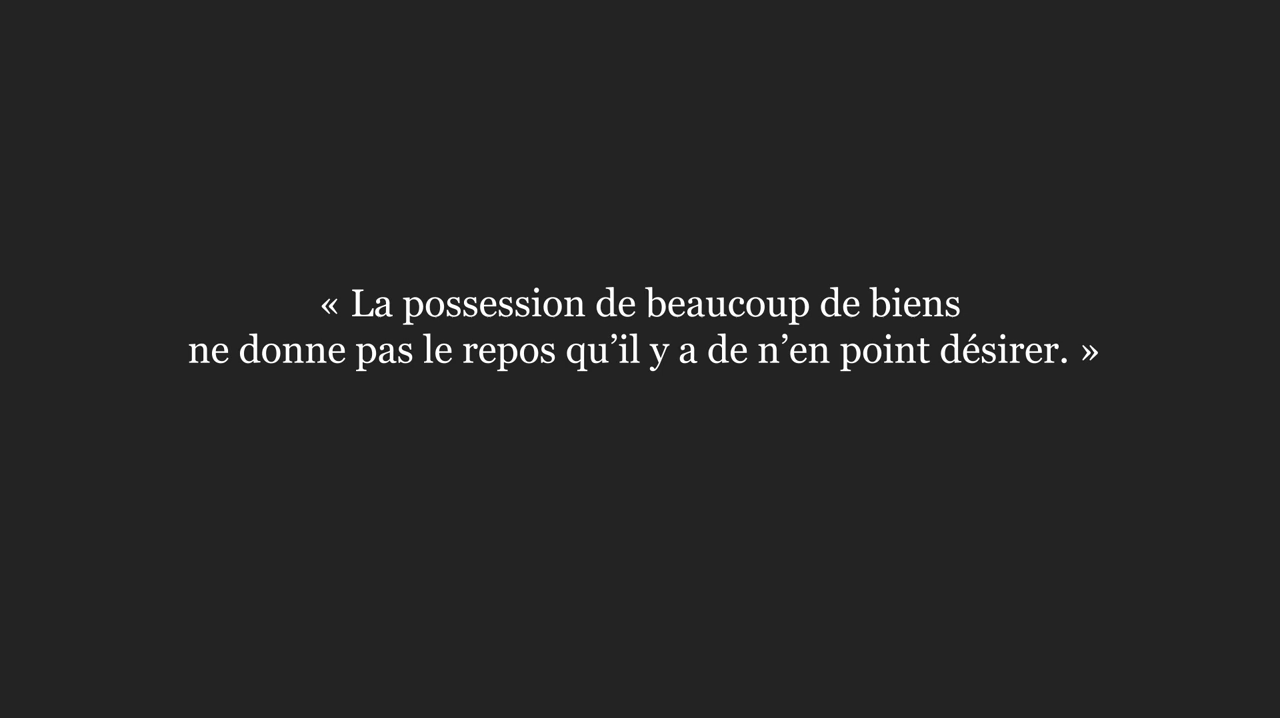 « La possession de beaucoup de biens
ne donne pas le repos qu’il y a de n’en point désirer. »